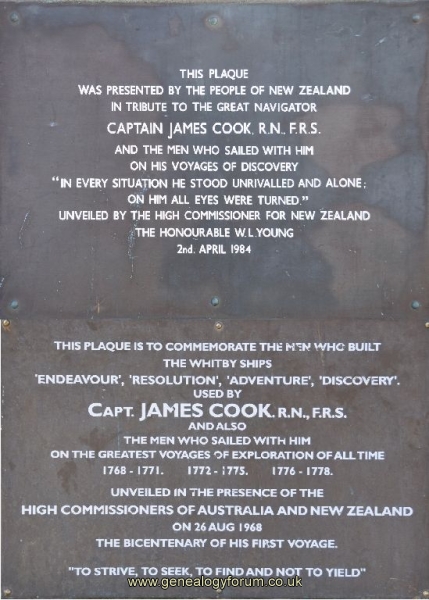 THIS PLAQUE
WAS PRESENTED BY THE PEOPLE OF NEW ZEALAND
IN TRIBUTE TO THE GREAT NAVIGATOR
CAPTAIN JAMES COOK. R.N., F.R.S.
AND THE MEN WHO SAILED WITH HIM
ON HIS VOYAGES OF DISCOVERY
"IN EVERY SITUATION HE STOOD UNRIVALLED AND ALONE;
ON HIM ALL EYES WERE TURNED."
UNVEILED BY THE HIGH COMMISSIONER FOR NEW ZEALAND
THE HONOURABLE W.L.YOUNG
2nd. APRIL 1984
THIS PLAQUE IS TO COMMEMORATE THE MEN WHO BUILT
THE WHITBY SHIPS
'ENDEAVOUR', 'RESOLUTION', 'ADVENTURE', 'DISCOVERY'.
USED BY
CAPT. JAMES COOK. R.N., F.R.S.
AND ALSO
THE MEN WHO SAILED WITH HIM
ON THE GREATEST VOYAGES OF EXPLORATION OF ALL TIME
1768 - 1771. 1772 - 1775. 1776 - 1778.
UNVEILED IN THE PRESENCE OF THE
HIGH COMMISSIONERS OF AUSTRALIA AND NEW ZEALAND
ON 26 AUG 1968
THE BICENTENARY OF HIS FIRST VOYAGE.
"TO STRIVE, TO SEEK, TO FIND AND NOT TO YIELD"
www.genealogyforum.co.uk